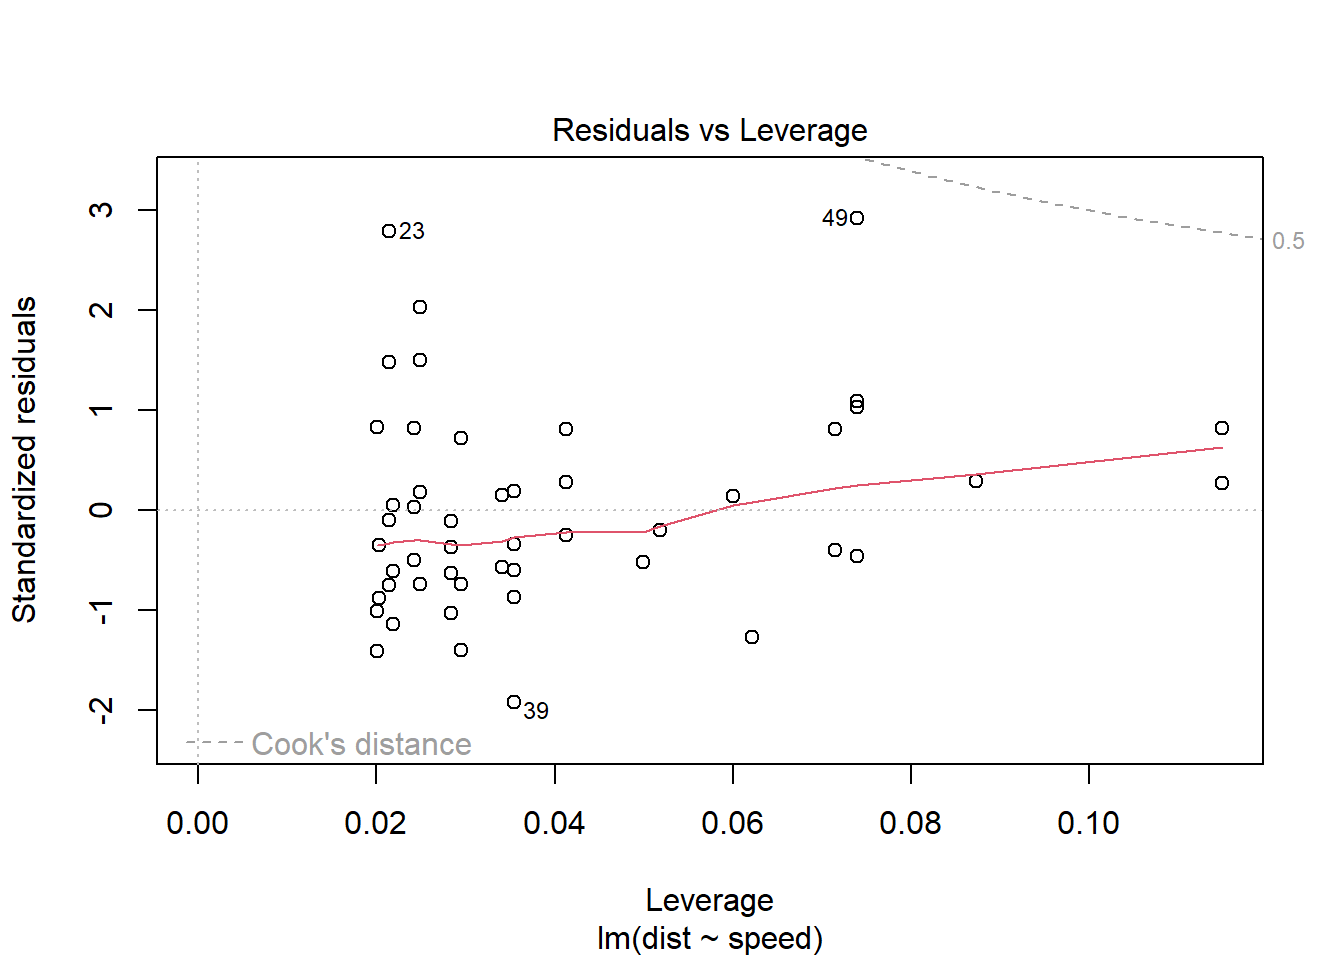 Residuals vs Leverage
Standardized residuals
3
2
1
0
-1
-2
23
49
39
0.5
Cook's distance
0.00 0.02 0.04 0.06 0.08 0.10
Leverage
lm(dist ~ speed)